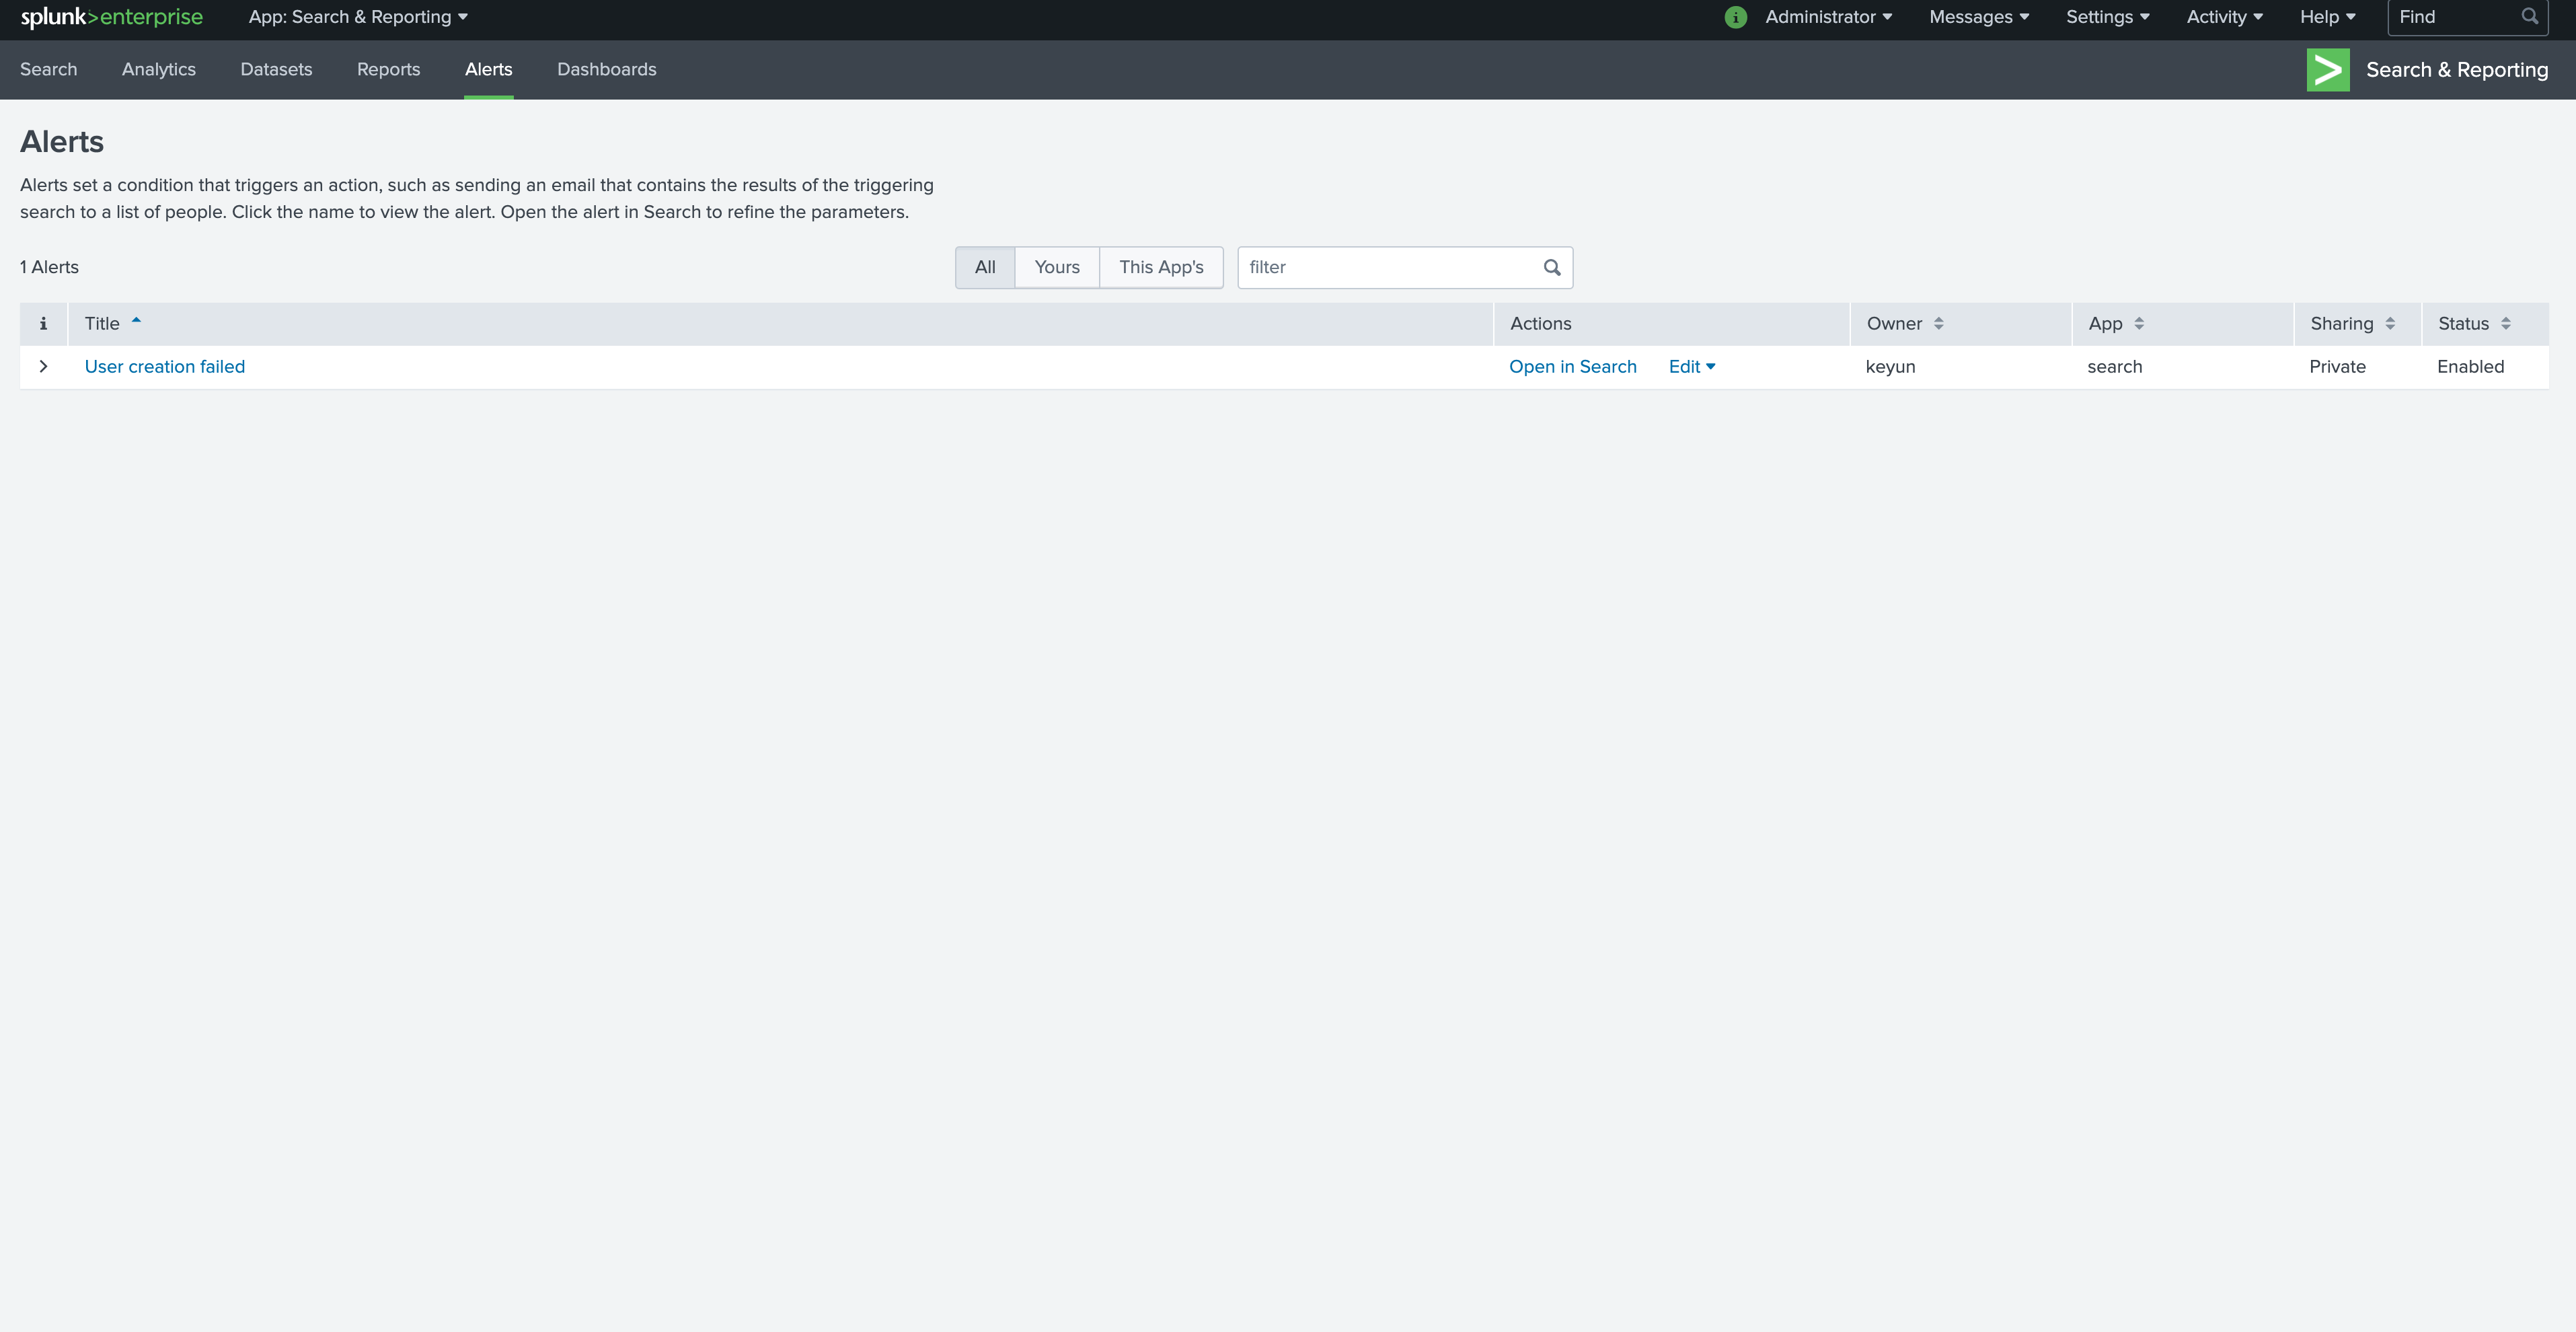 splunk>enterprise App: Search & Reporting i Administrator Messages Settings Activity Help Find
Search Analytics Datasets Reports Alerts Dashboards > Search & Reporting
Alerts
Alerts set a condition that triggers an action, such as sending an email that contains the results of the triggering
search to a list of people. Click the name to view the alert. Open the alert in Search to refine the parameters.
1 Alerts All Yours This App's filter
i Title Actions Owner App Sharing Status
> User creation failed Open in Search Edit keyun search Private Enabled